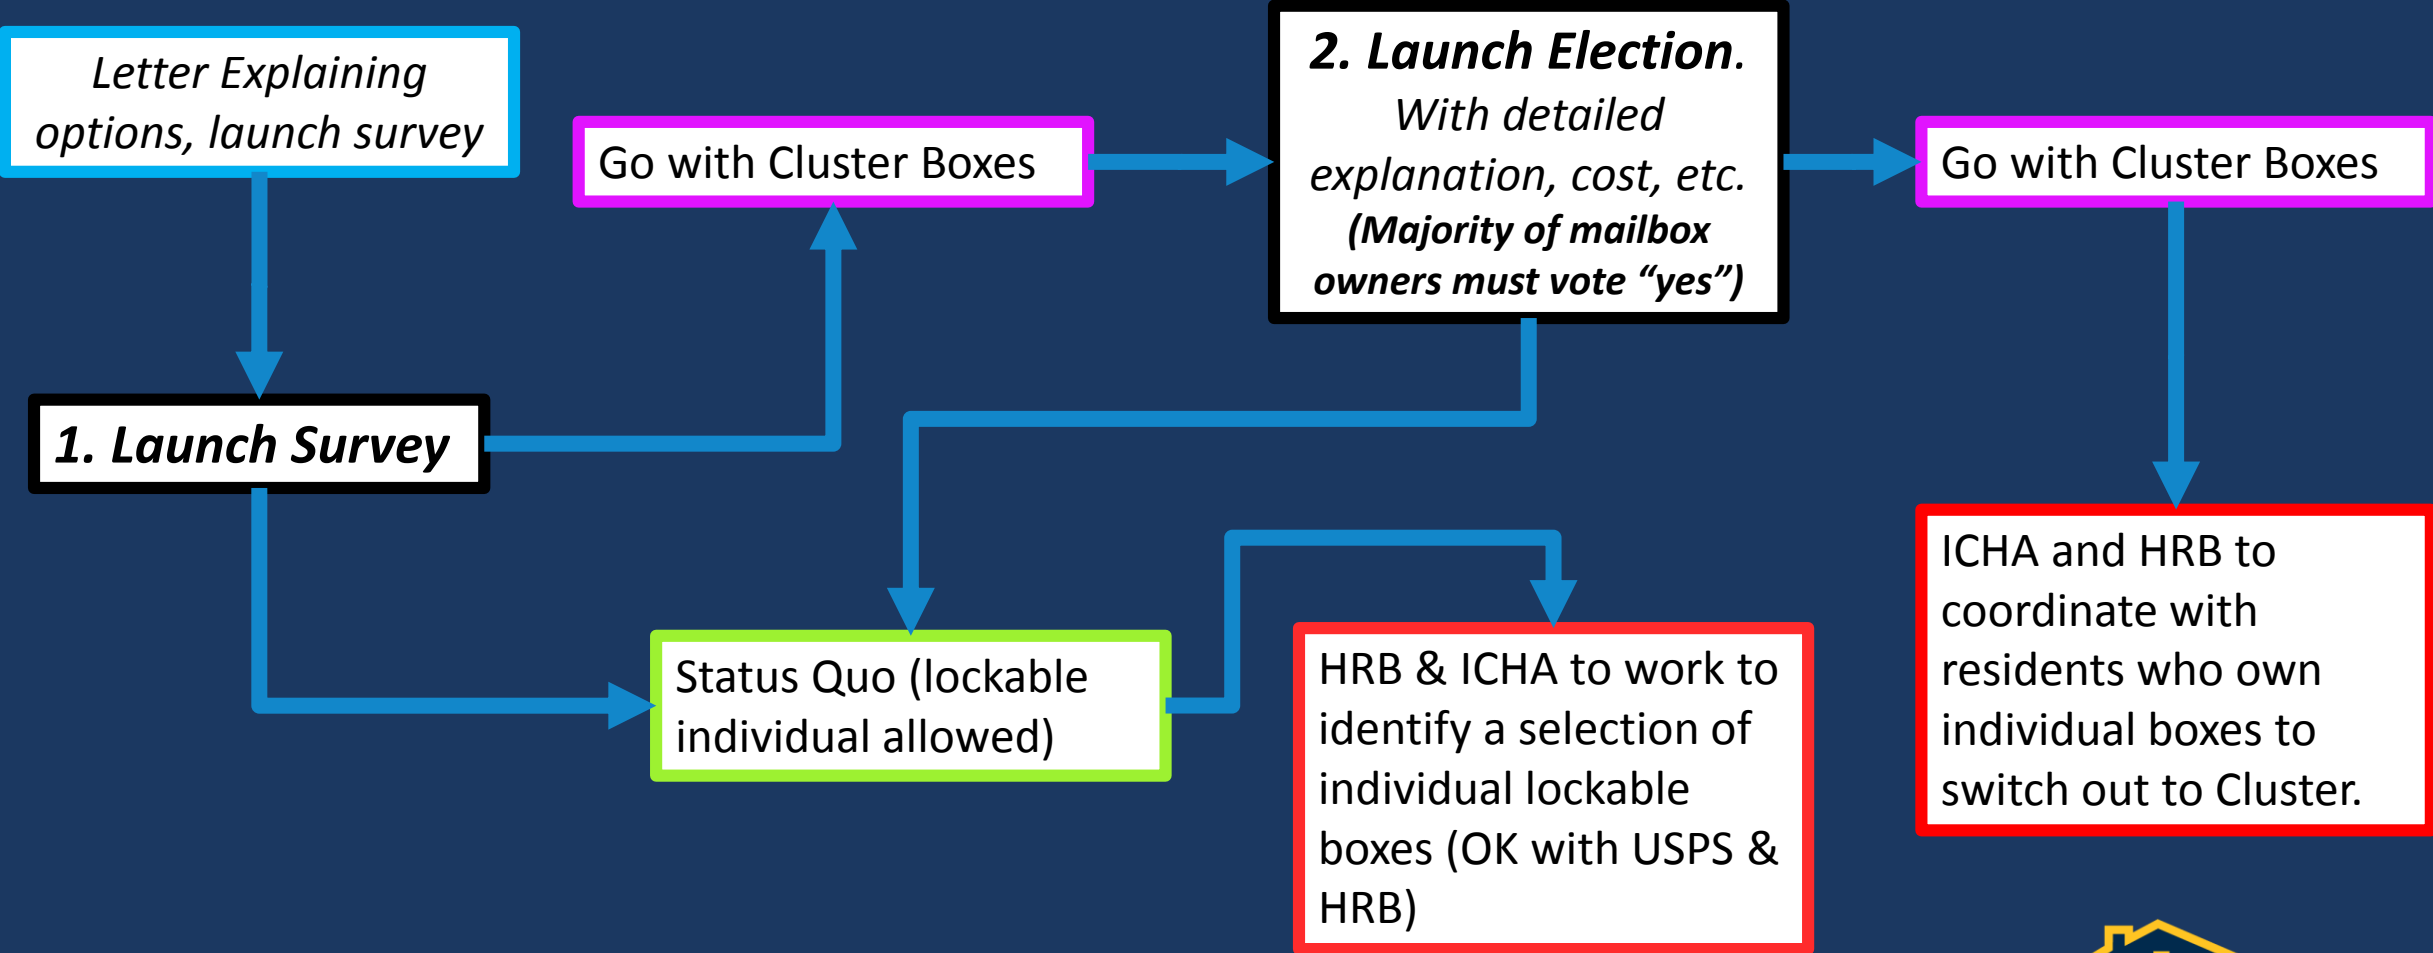 Letter Explaining
options, launch survey
Go with Cluster Boxes
2. Launch Election.
With detailed
explanation, cost, etc.
(Majority of mailbox
owners must vote “yes”)
Go with Cluster Boxes
1. Launch Survey
Status Quo (lockable
individual allowed)
HRB & ICHA to work to
identify a selection of
individual lockable
boxes (OK with USPS &
HRB)
ICHA and HRB to
coordinate with
residents who own
individual boxes to
switch out to Cluster.